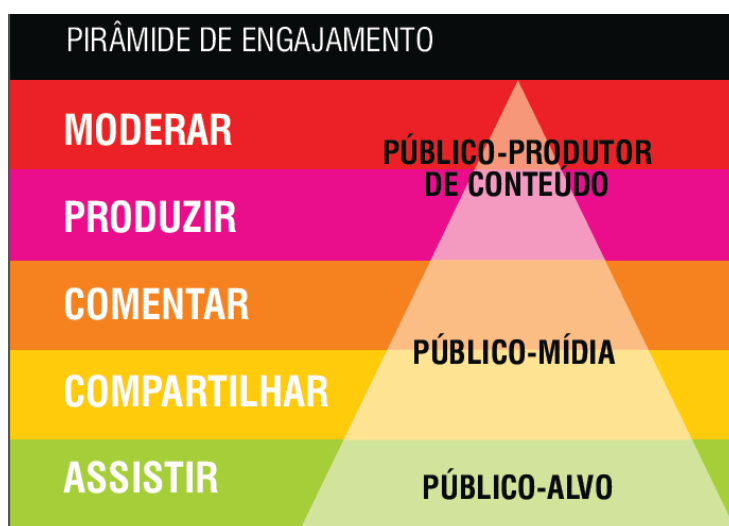 PIRÂMIDE DE ENGAJAMENTO
MODERAR
PÚBLICO-PRODUTOR
DE CONTEÚDO
PRODUZIR
COMENTAR
PÚBLICO-MÍDIA
COMPARTILHAR
ASSISTIR
PÚBLICO-ALVO